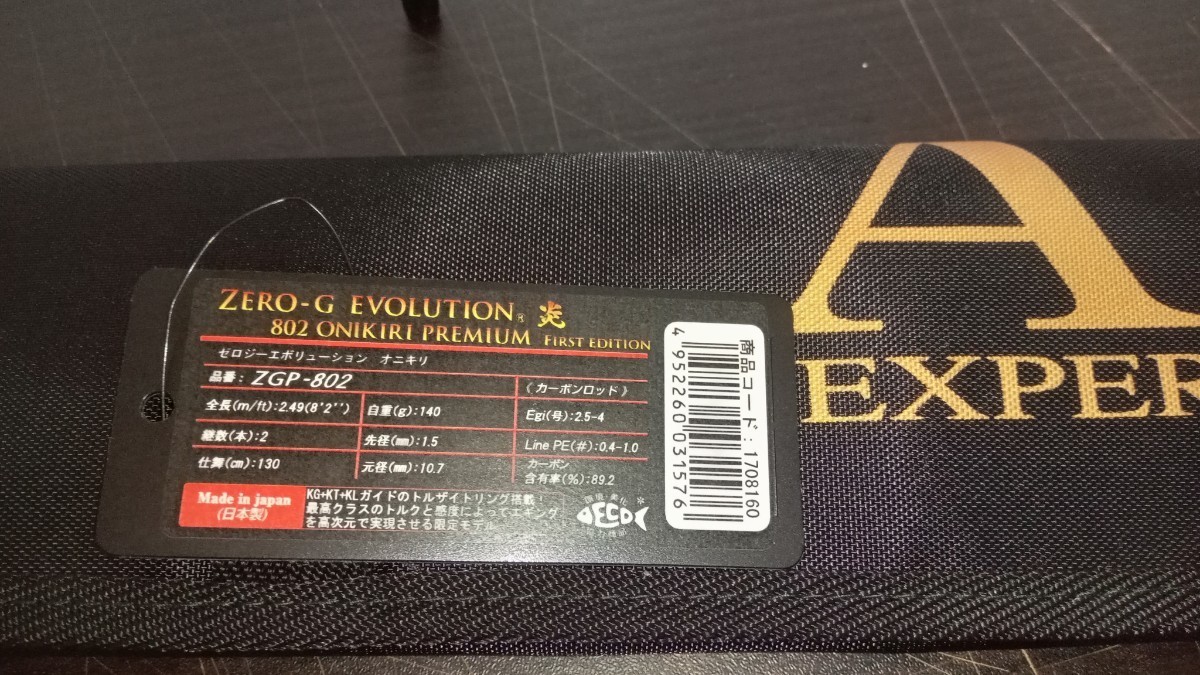 ZERO-G EVOLUTION® 炎
802 ONIKIRI PREMIUM FIRST EDITION
ゼロジーエボリューション オニキリ
品番: ZGP-802
《カーボンロッド》
全長(m/ft):2.49(8'2'')
自重(g):140
Egi(号):2.5-4
継数(本):2
先径(㎜):1.5
Line PE(#):0.4-1.0
仕舞(㎝):130
元径(㎜):10.7
カーボン
含有率(%):89.2
Made in japan
(日本製)
KG+KT+KLガイドのトルザイトリング搭載!
最高クラスのトルクと感度によってエギング
を高次元で実現させる限定モデル
ECO
商品コード:1708160
4 952260 031576
A
EXPER